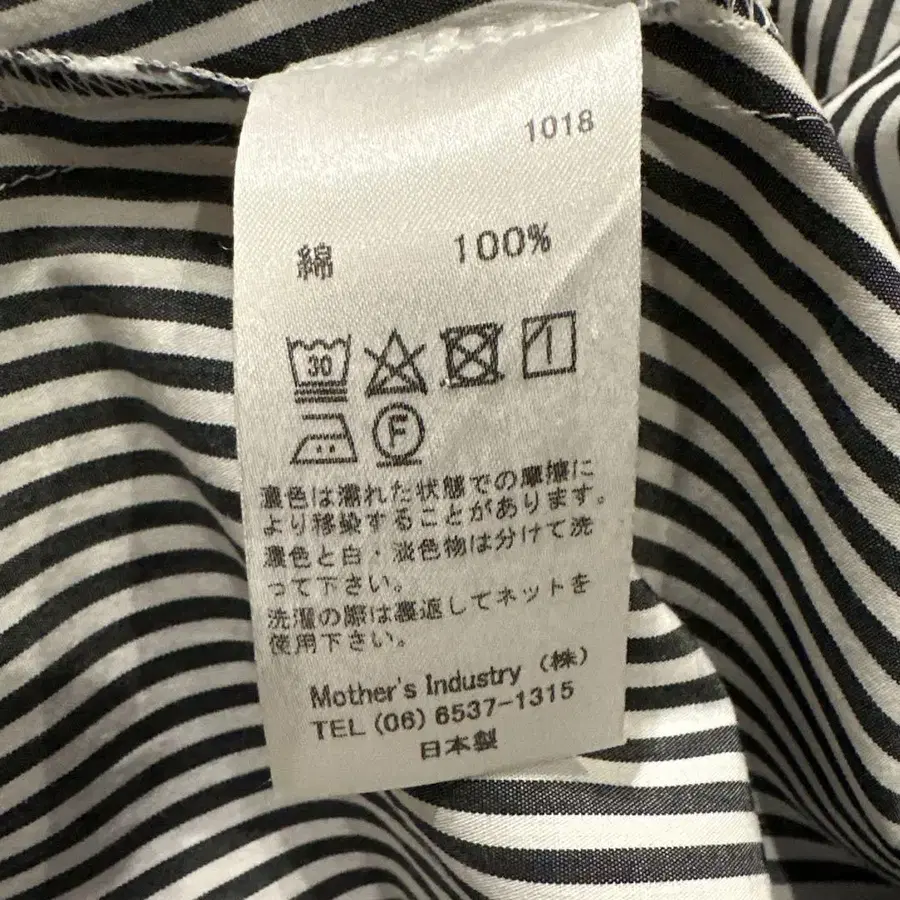 1018
綿 100%
30
F
濃色は濡れた状態での摩擦に
より移染することがあります。
濃色と白・淡色物は分けて洗
って下さい。
洗濯の際は裏返してネットを
使用下さい。
Mother's Industry (株)
TEL (06) 6537-1315
日本製